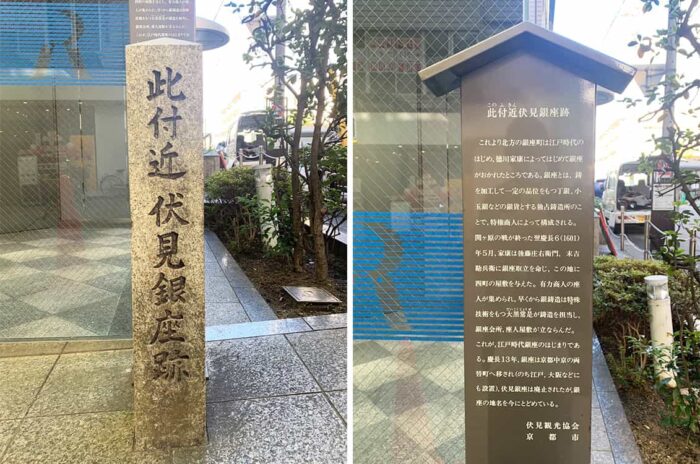 此付近 伏見銀座跡
このふきん
此付近伏見銀座跡
これより北方の銀座町は江戸時代の
はじめ、徳川家康によってはじめて銀座
がおかれたところである。銀座とは、鋳
を加工して一定の品位をもつ丁銀、小
玉銀などの銀貨とする独占鋳造所のこ
とで、特権商人によって構成される。
関ヶ原の戦が終った翌慶長6(1601)
年5月、家康は後藤庄右衛門、末吉
勘兵衛に銀座取立を命じ、この地に
四町の屋敷を与えた。有力商人の座
人が集められ、早くから銀鋳造は特殊
技術をもつ大黒常是が鋳造を担当し、
銀座会所、座人屋敷が立ならんだ。
これが、江戸時代銀座のはじまりであ
る。慶長13年、銀座は京都中京の両
替町へ移され(のち江戸、大阪などに
も設置)、伏見銀座は廃止されたが、銀
座の地名を今にとどめている。
伏見観光協会
京都市